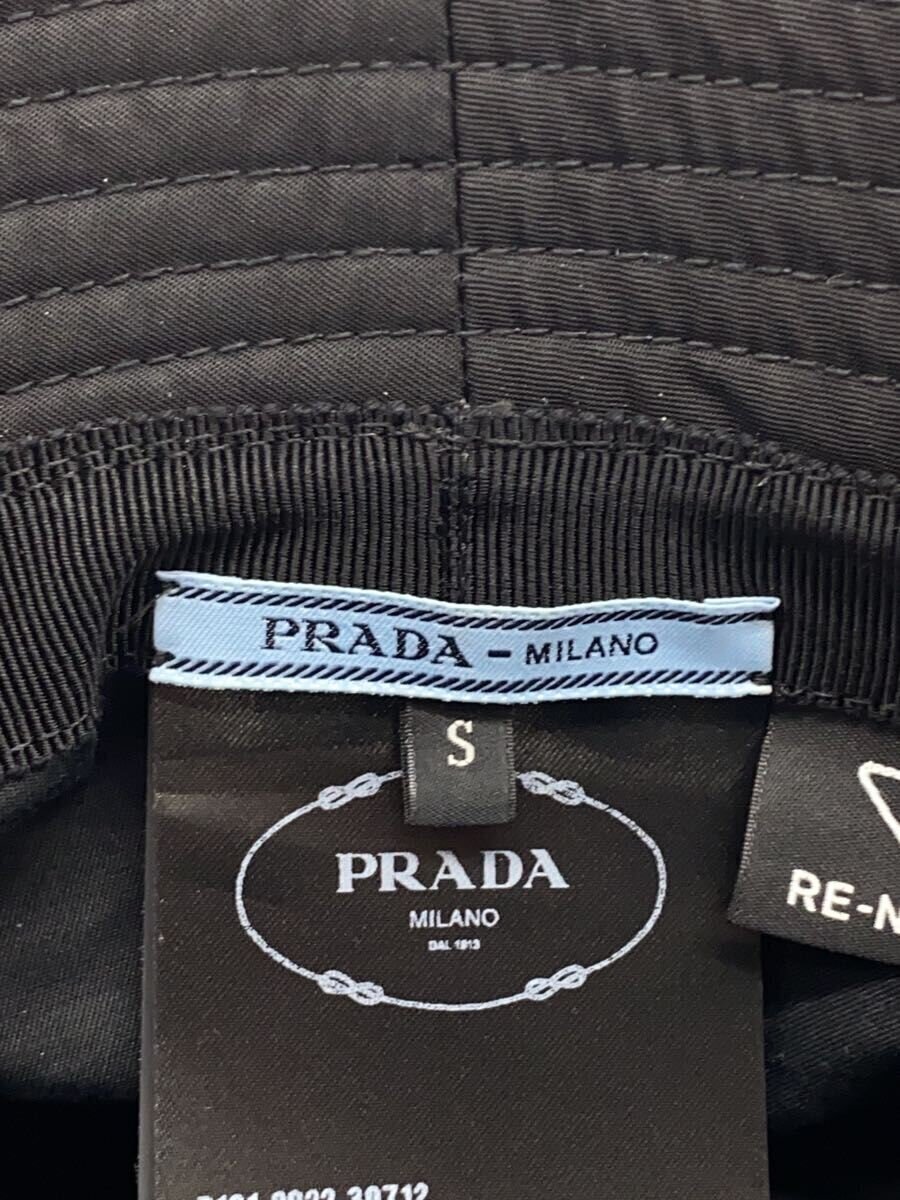 PRADA - MILANO
S
PRADA
MILANO
DAL 1913
RE-N